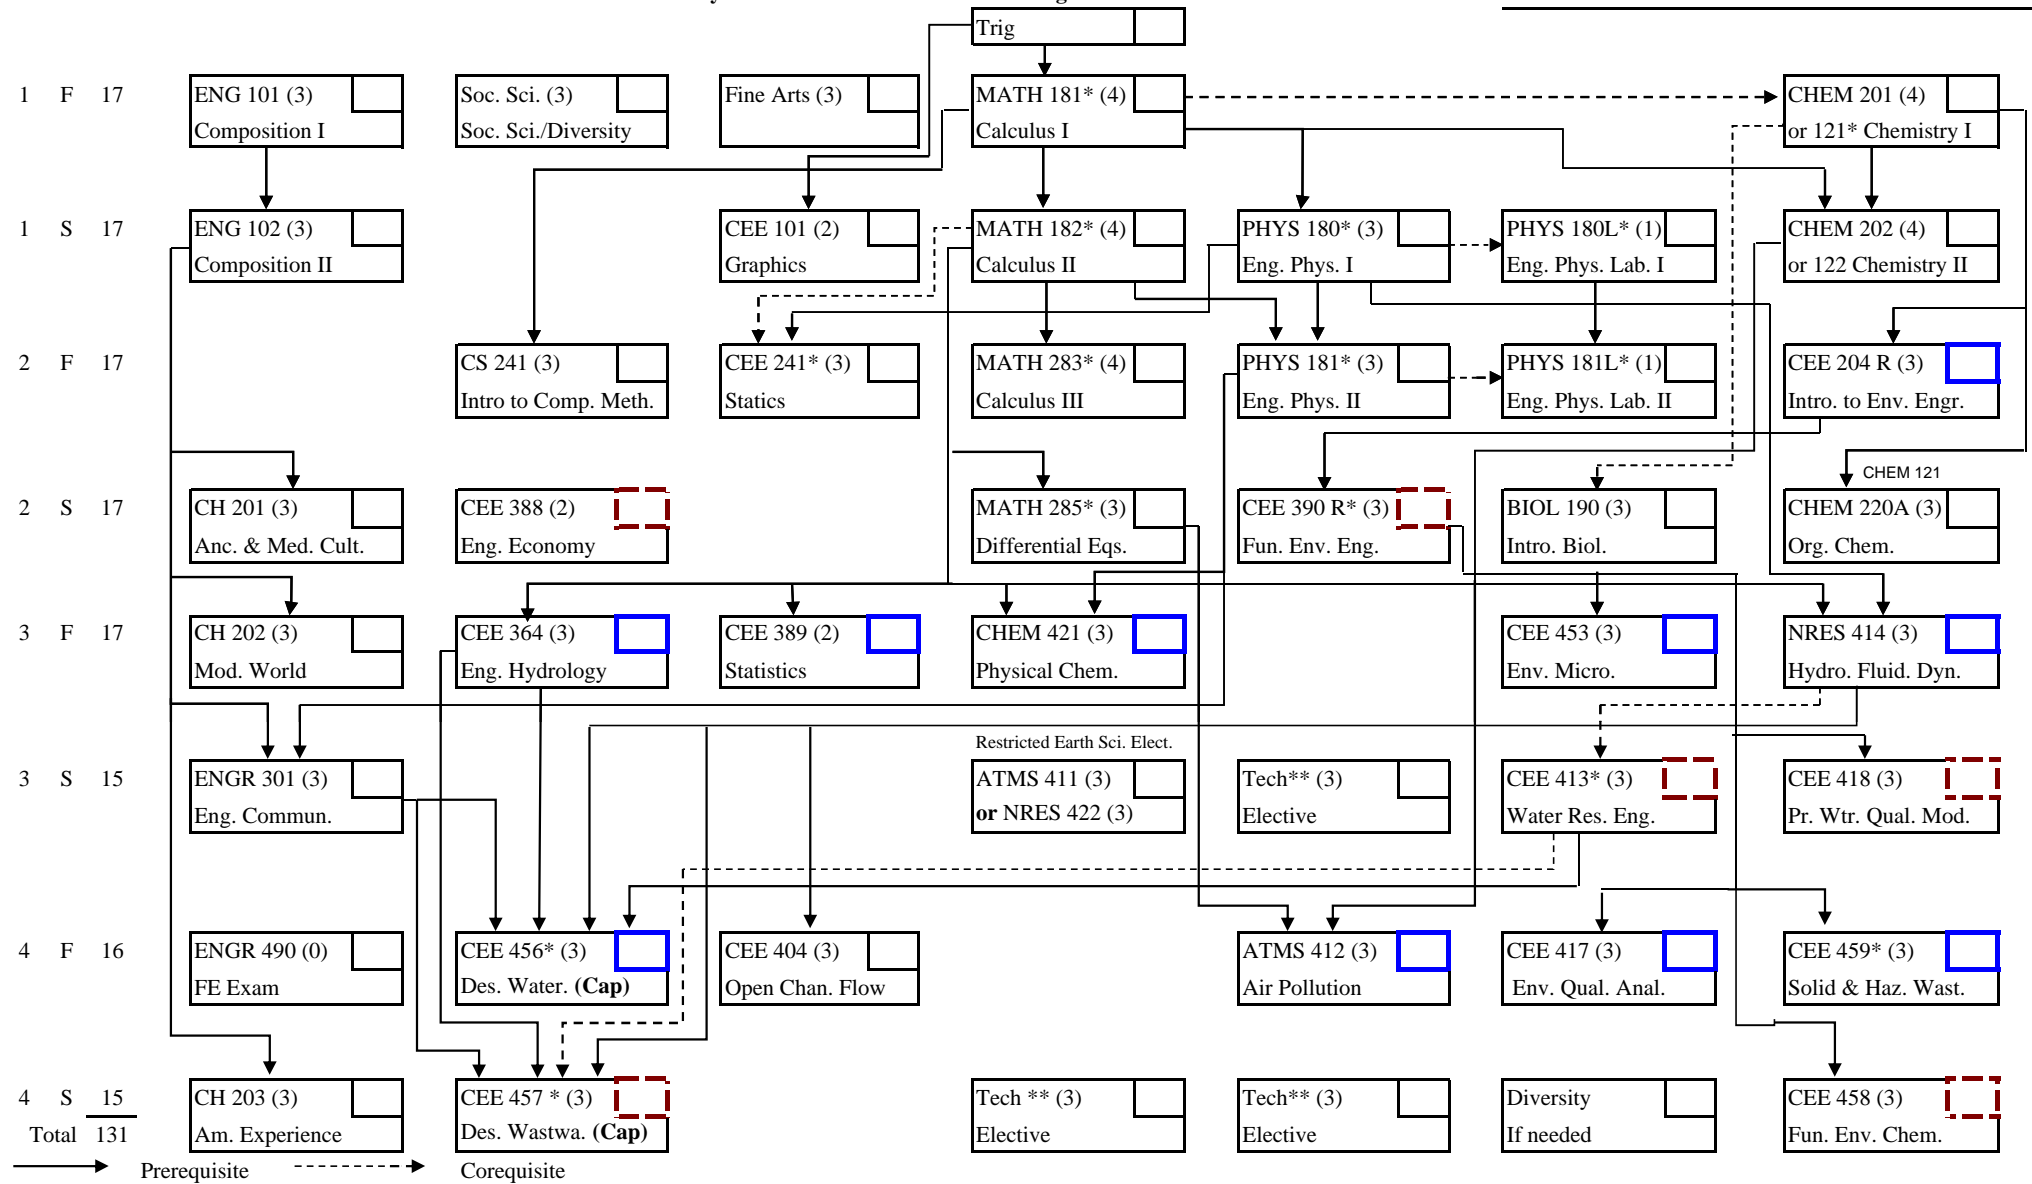 Trig
1 F 17
ENG 101 (3)
Composition I
Soc. Sci. (3)
Soc. Sci./Diversity
Fine Arts (3)
MATH 181* (4)
Calculus I
CHEM 201 (4)
or 121* Chemistry I
1 S 17
ENG 102 (3)
Composition II
CEE 101 (2)
Graphics
MATH 182* (4)
Calculus II
PHYS 180* (3)
Eng. Phys. I
PHYS 180L* (1)
Eng. Phys. Lab. I
CHEM 202 (4)
or 122 Chemistry II
2 F 17
CS 241 (3)
Intro to Comp. Meth.
CEE 241* (3)
Statics
MATH 283* (4)
Calculus III
PHYS 181* (3)
Eng. Phys. II
PHYS 181L* (1)
Eng. Phys. Lab. II
CEE 204 R (3)
Intro. to Env. Engr.
CHEM 121
2 S 17
CH 201 (3)
Anc. & Med. Cult.
CEE 388 (2)
Eng. Economy
MATH 285* (3)
Differential Eqs.
CEE 390 R* (3)
Fun. Env. Eng.
BIOL 190 (3)
Intro. Biol.
CHEM 220A (3)
Org. Chem.
3 F 17
CH 202 (3)
Mod. World
CEE 364 (3)
Eng. Hydrology
CEE 389 (2)
Statistics
CHEM 421 (3)
Physical Chem.
CEE 453 (3)
Env. Micro.
NRES 414 (3)
Hydro. Fluid. Dyn.
Restricted Earth Sci. Elect.
3 S 15
ENGR 301 (3)
Eng. Commun.
ATMS 411 (3)
or NRES 422 (3)
Tech** (3)
Elective
CEE 413* (3)
Water Res. Eng.
CEE 418 (3)
Pr. Wtr. Qual. Mod.
4 F 16
ENGR 490 (0)
FE Exam
CEE 456* (3)
Des. Water. (Cap)
CEE 404 (3)
Open Chan. Flow
ATMS 412 (3)
Air Pollution
CEE 417 (3)
Env. Qual. Anal.
CEE 459* (3)
Solid & Haz. Wast.
4 S 15
Total 131
CH 203 (3)
Am. Experience
CEE 457 * (3)
Des. Wastwa. (Cap)
Tech ** (3)
Elective
Tech** (3)
Elective
Diversity
If needed
CEE 458 (3)
Fun. Env. Chem.
Prerequisite
Corequisite